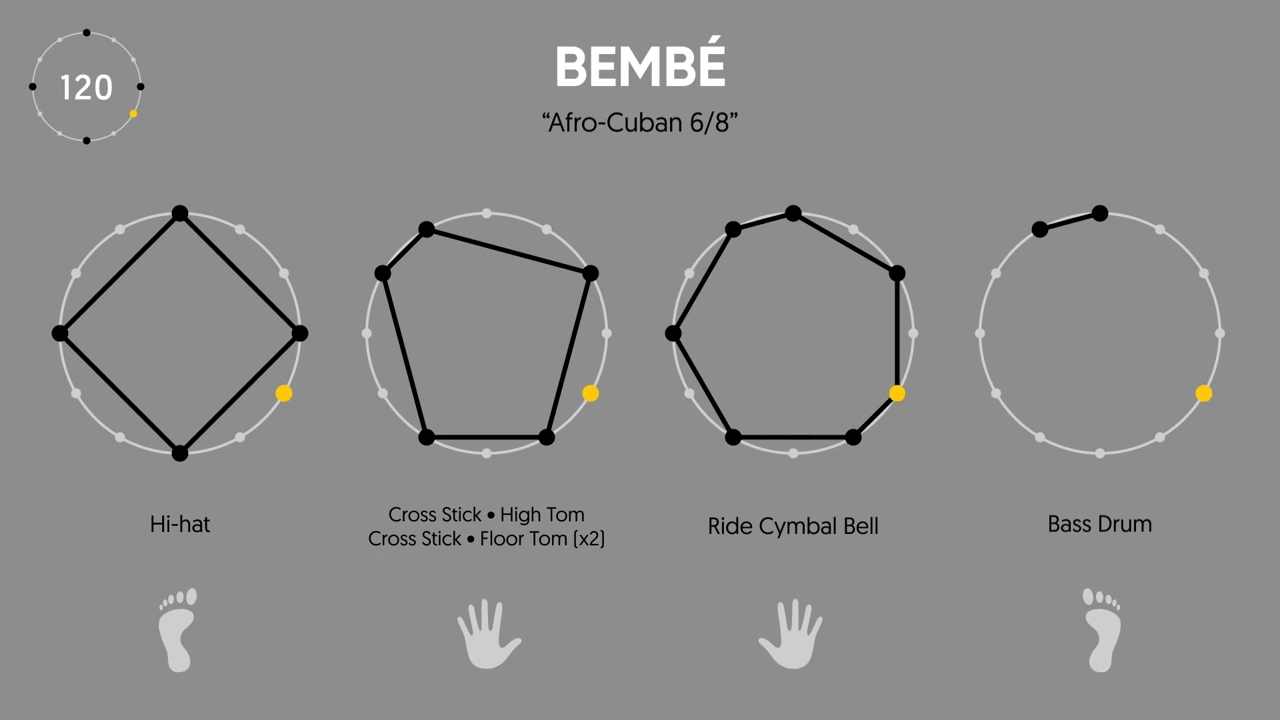 120
BEMBÉ
“Afro-Cuban 6/8”
Hi-hat
Cross Stick • High Tom
Cross Stick • Floor Tom (x2)
Ride Cymbal Bell
Bass Drum